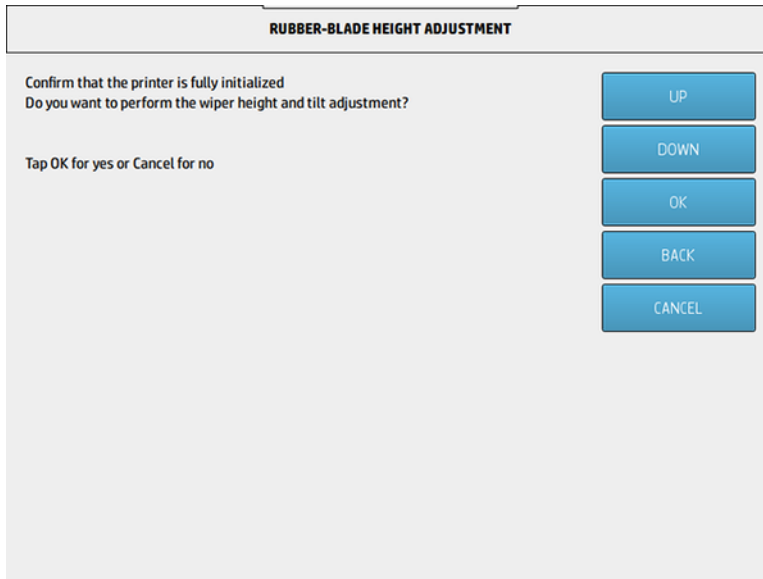 RUBBER-BLADE HEIGHT ADJUSTMENT
Confirm that the printer is fully initialized
Do you want to perform the wiper height and tilt adjustment?
Tap OK for yes or Cancel for no
UP
DOWN
OK
BACK
CANCEL